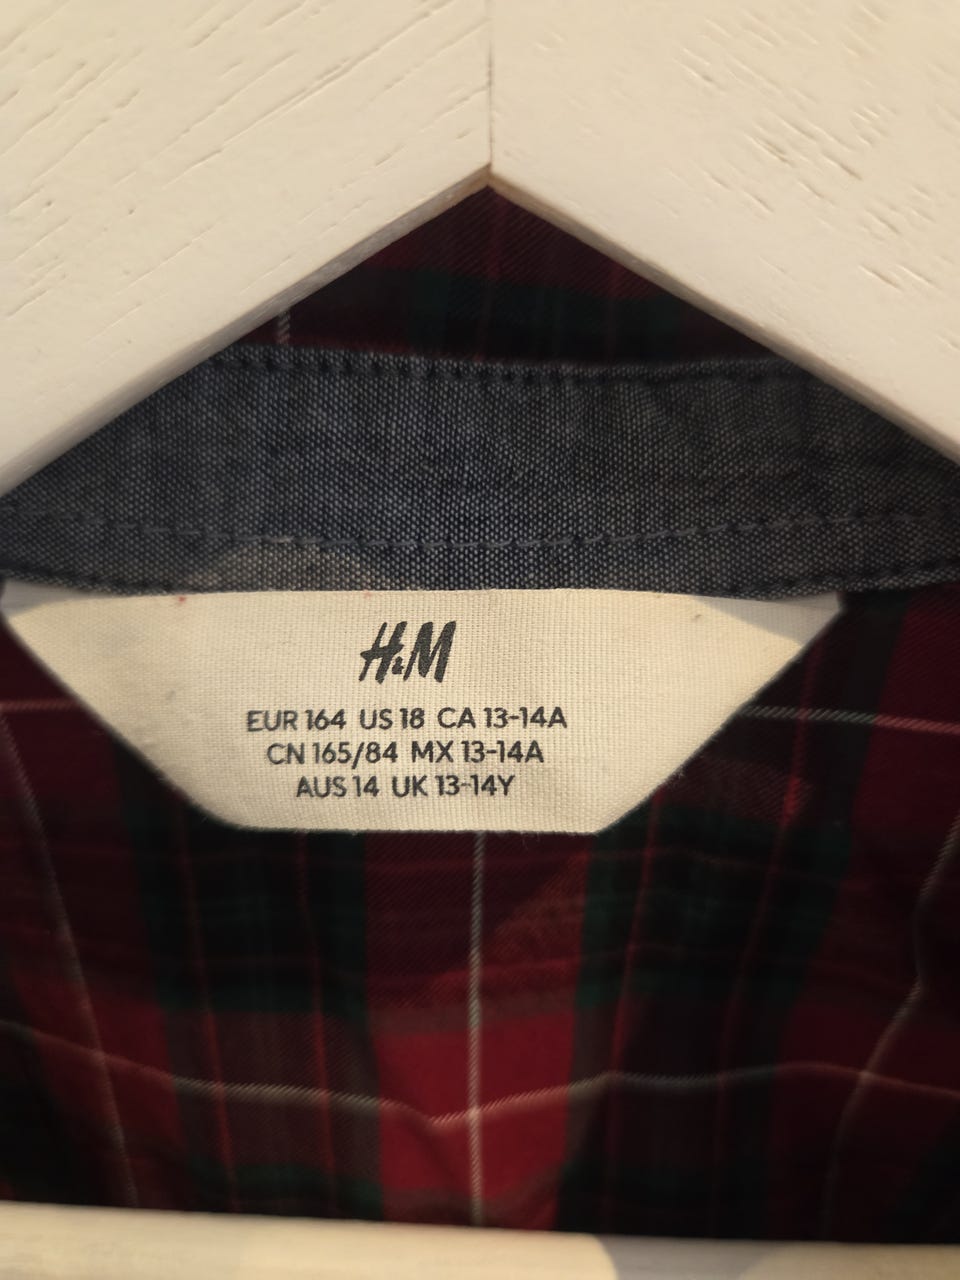 H&M
EUR 164 US 18 CA 13-14A
CN 165/84 MX 13-14A
AUS 14 UK 13-14Y